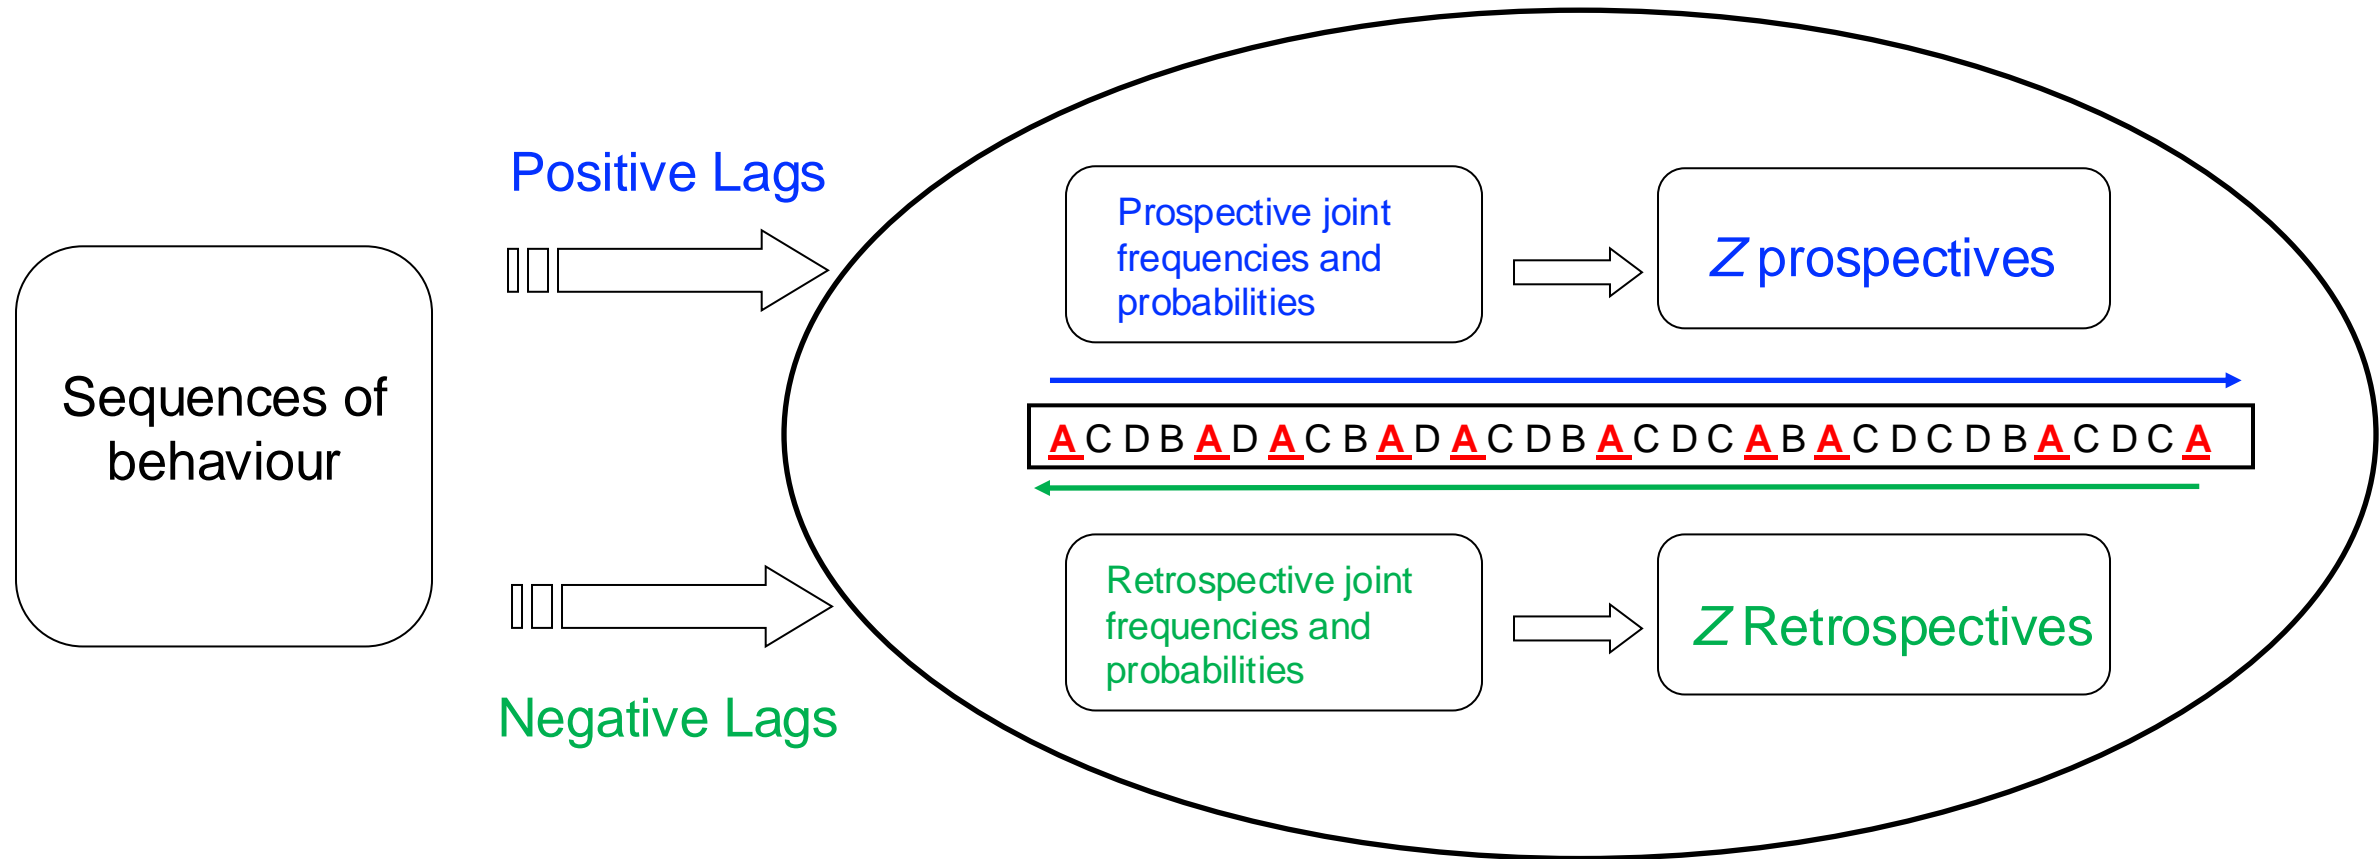 Positive Lags
Prospective joint
frequencies and
probabilities
Z prospectives
Sequences of
behaviour
A C D B A D A C B A D A C D B A C D C A B A C D C D B A C D C A
Retrospective joint
frequencies and
probabilities
Z Retrospectives
Negative Lags